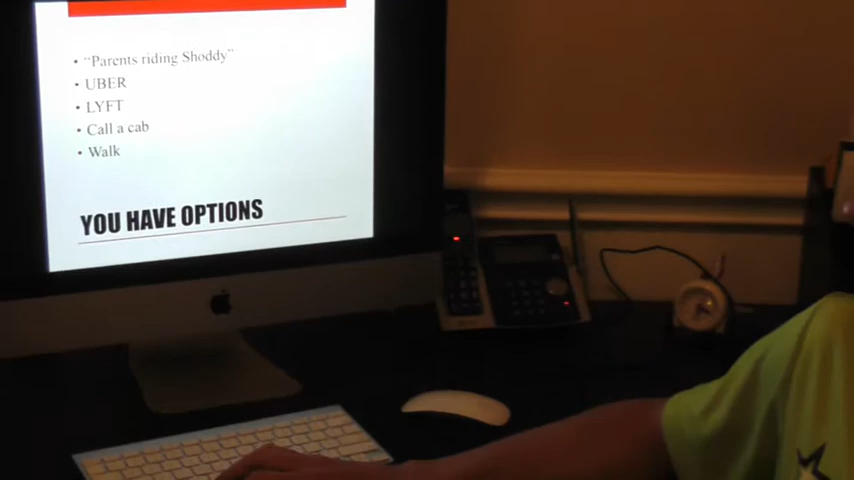 • "Parents riding Shoddy"
• UBER
• LYFT
• Call a cab
• Walk
YOU HAVE OPTIONS